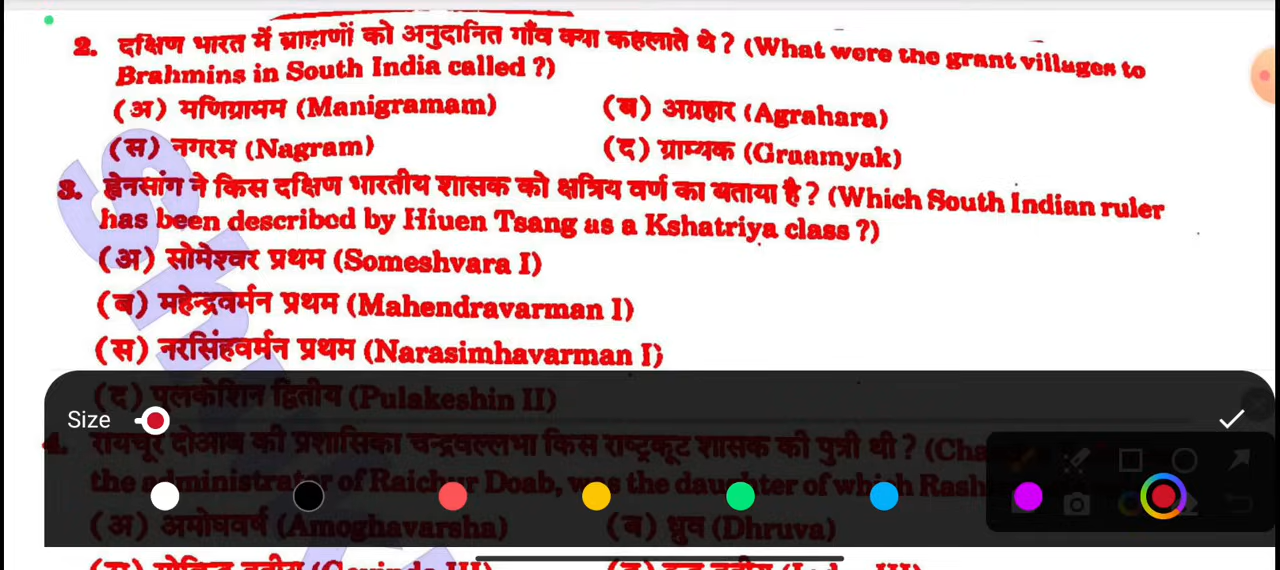 2. दक्षिण भारत में ब्राह्मणों को अनुदानित गाँव क्या कहलाते थे ? (What were the grant villages to
Brahmins in South India called ?)
(अ) मणिग्रामम (Manigramam) (ब) अग्रहार (Agrahara)
(स) नगरम (Nagram) (द) ग्राम्यक (Graamyak)
3. ह्वेनसांग ने किस दक्षिण भारतीय शासक को क्षत्रिय वर्ण का बताया है ? (Which South Indian ruler
has been described by Hiuen Tsang as a Kshatriya class ?)
(अ) सोमेश्वर प्रथम (Someshvara I)
(ब) महेन्द्रवर्मन प्रथम (Mahendravarman I)
(स) नरसिंहवर्मन प्रथम (Narasimhavarman I)
(द) पुलकेशिन द्वितीय (Pulakeshin II)
Size
4. रायचूर दोआब की प्रशासिका चन्द्रवल्लभा किस राष्ट्रकूट शासक की पुत्री थी ?
the administrator of Raichur Doab, was the daughter of which
(अ) अमोघवर्ष (Amoghavarsha) (ब) ध्रुव (Dhruva)